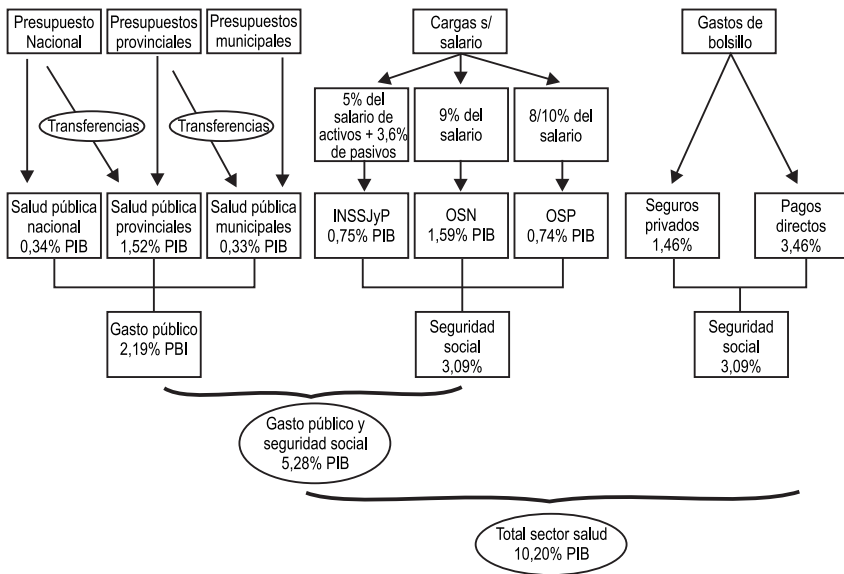 Presupuesto
Nacional
Presupuestos
provinciales
Presupuestos
municipales
Cargas s/
salario
Gastos de
bolsillo
Transferencias
Transferencias
5% del
salario de
activos + 3,6%
de pasivos
9% del
salario
8/10% del
salario
Salud pública
nacional
0,34% PIB
Salud pública
provinciales
1,52% PIB
Salud pública
municipales
0,33% PIB
INSSJyP
0,75% PIB
OSN
1,59% PIB
OSP
0,74% PIB
Seguros
privados
1,46%
Pagos
directos
3,46%
Gasto público
2,19% PBI
Seguridad
social
3,09%
Seguridad
social
3,09%
Gasto público y
seguridad social
5,28% PIB
Total sector salud
10,20% PIB